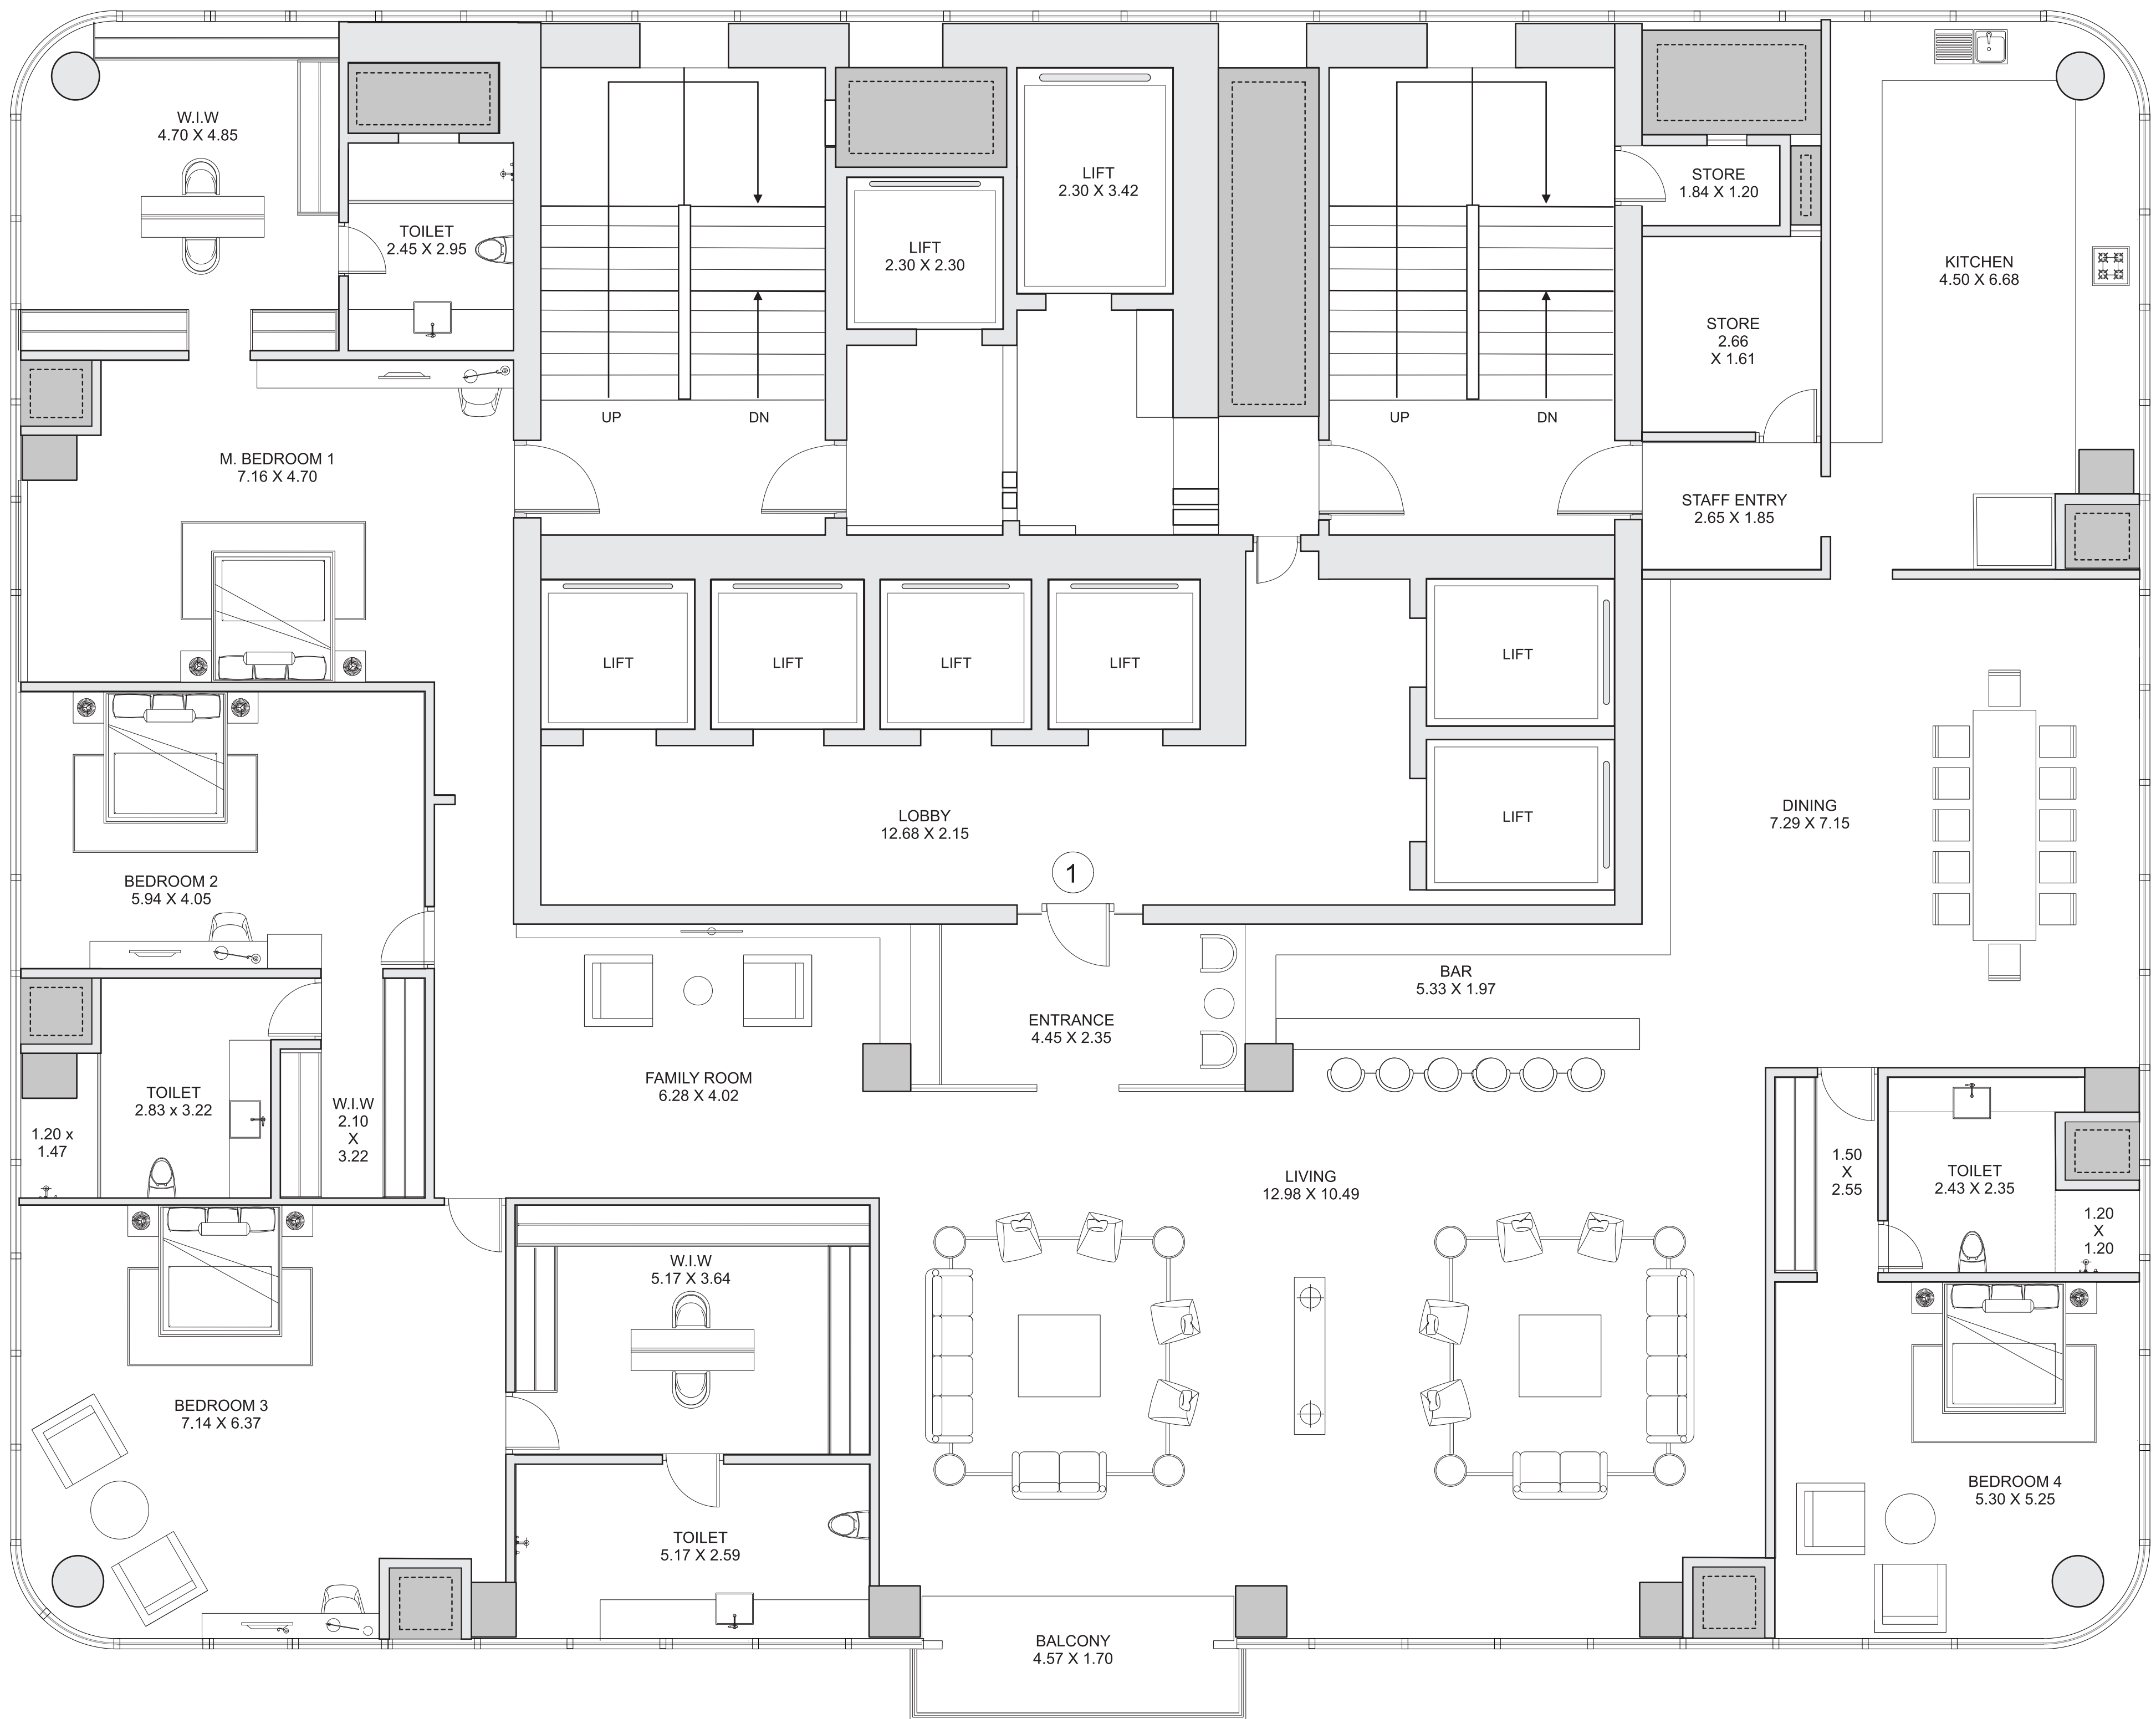 W.I.W
4.70 X 4.85
TOILET
2.45 X 2.95
LIFT
2.30 X 2.30
LIFT
2.30 X 3.42
STORE
1.84 X 1.20
KITCHEN
4.50 X 6.68
STORE
2.66
X 1.61
UP
DN
UP
DN
M. BEDROOM 1
7.16 X 4.70
STAFF ENTRY
2.65 X 1.85
LIFT
LIFT
LIFT
LIFT
LIFT
LIFT
LOBBY
12.68 X 2.15
DINING
7.29 X 7.15
1
BEDROOM 2
5.94 X 4.05
BAR
5.33 X 1.97
ENTRANCE
4.45 X 2.35
FAMILY ROOM
6.28 X 4.02
TOILET
2.83 x 3.22
W.I.W
2.10
X
3.22
1.20 x
1.47
LIVING
12.98 X 10.49
1.50
X
2.55
TOILET
2.43 X 2.35
1.20
X
1.20
W.I.W
5.17 X 3.64
BEDROOM 3
7.14 X 6.37
BEDROOM 4
5.30 X 5.25
TOILET
5.17 X 2.59
BALCONY
4.57 X 1.70